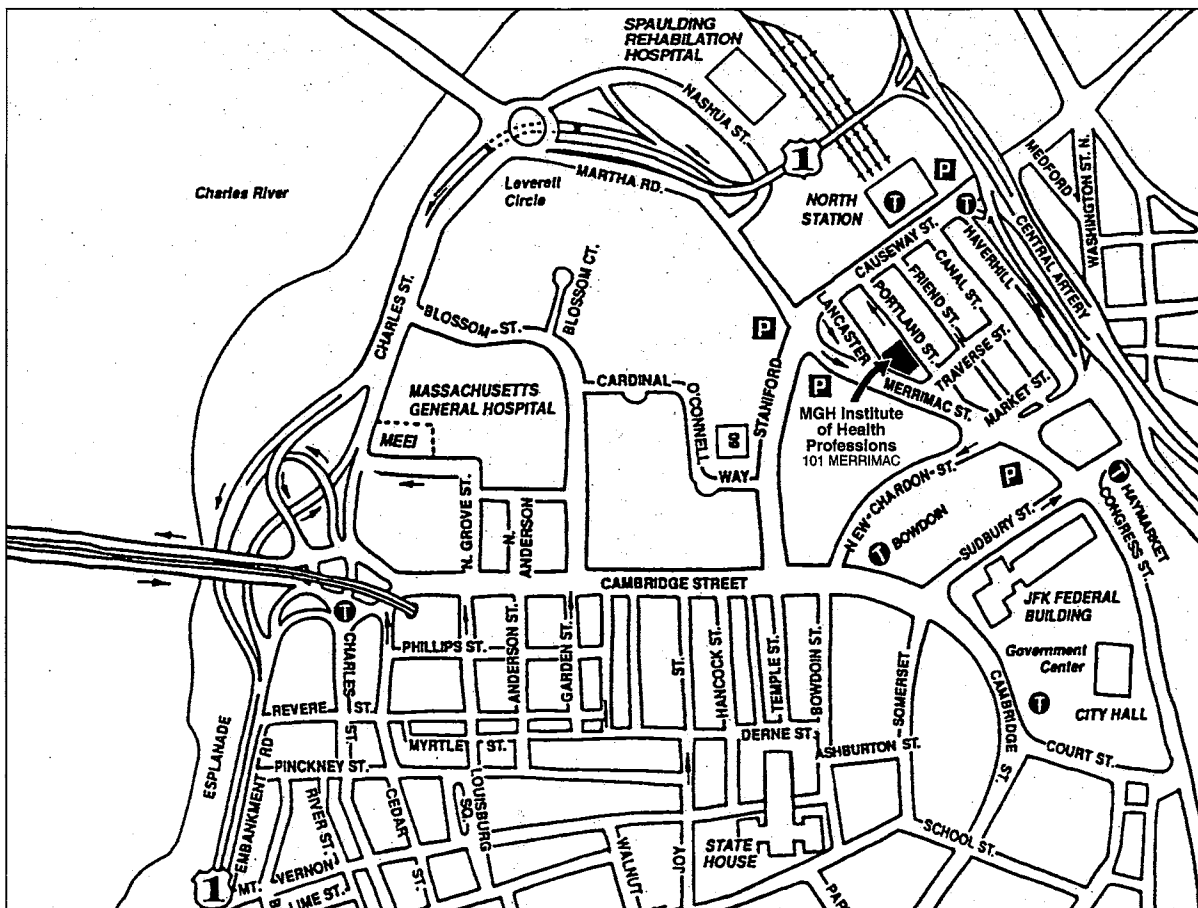 SPAULDING
REHABILATION
HOSPITAL
NASHUA ST.
1
MARTHA RD.
Leverett
Circle
Charles River
NORTH
STATION
T
P
T
MEDFORD
WASHINGTON ST. N.
CENTRAL ARTERY
CAUSEWAY ST.
HAVERHILL
CANAL ST.
FRIEND ST.
PORTLAND ST.
LANCASTER
TRAVERSE ST.
MERRIMAC ST.
MARKET ST.
BLOSSOM CT.
BLOSSOM ST.
CHARLES ST.
P
P
CARDINAL
O'CONNELL
WAY
STANIFORD
60
MASSACHUSETTS
GENERAL HOSPITAL
MEEI
MGH Institute
of Health
Professions
101 MERRIMAC
N. GROVE ST.
N.
ANDERSON
NEW CHARDON ST.
P
T
BOWDOIN
SUDBURY ST.
T
HAYMARKET
CONGRESS ST.
CAMBRIDGE STREET
JFK FEDERAL
BUILDING
Government
Center
T
CITY HALL
T
CHARLES
ST.
PHILLIPS ST.
ANDERSON ST.
GARDEN ST.
ST.
HANCOCK ST.
TEMPLE ST.
BOWDOIN ST.
SOMERSET
CAMBRIDGE
ST.
COURT ST.
REVERE ST.
MYRTLE ST.
DERNE ST.
ASHBURTON ST.
PINCKNEY ST.
ESPLANADE
EMBANKMENT RD
RIVER ST.
CEDAR
ST.
LOUISBURG
SQ.
WALNUT
JOY
STATE
HOUSE
SCHOOL ST.
1
MT. VERNON
LIME ST.
B
PAR